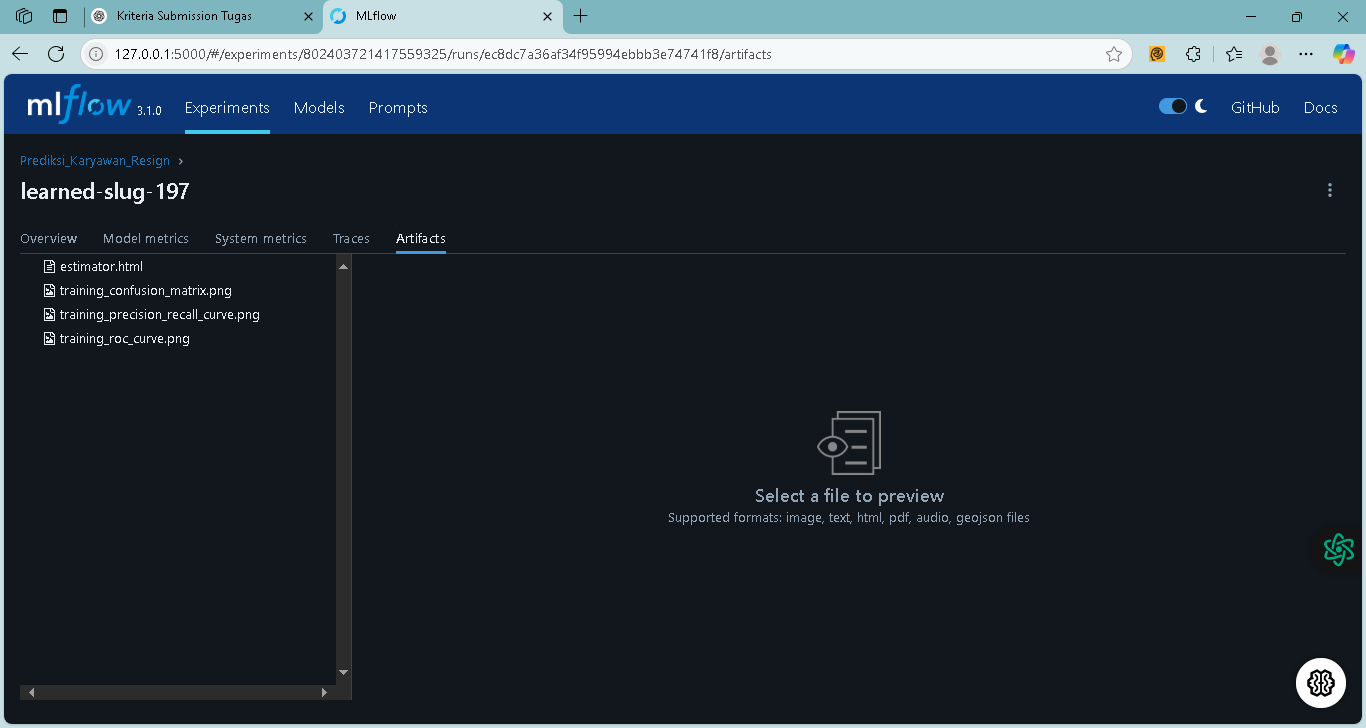 Kriteria Submission Tugas
MLflow
127.0.0.1:5000/#/experiments/802403721417559325/runs/ec8dc7a36af34f95994ebbb3e74741f8/artifacts
mlflow 3.1.0
Experiments
Models
Prompts
GitHub
Docs
Prediksi_Karyawan_Resign
learned-slug-197
Overview
Model metrics
System metrics
Traces
Artifacts
estimator.html
training_confusion_matrix.png
training_precision_recall_curve.png
training_roc_curve.png
Select a file to preview
Supported formats: image, text, html, pdf, audio, geojson files